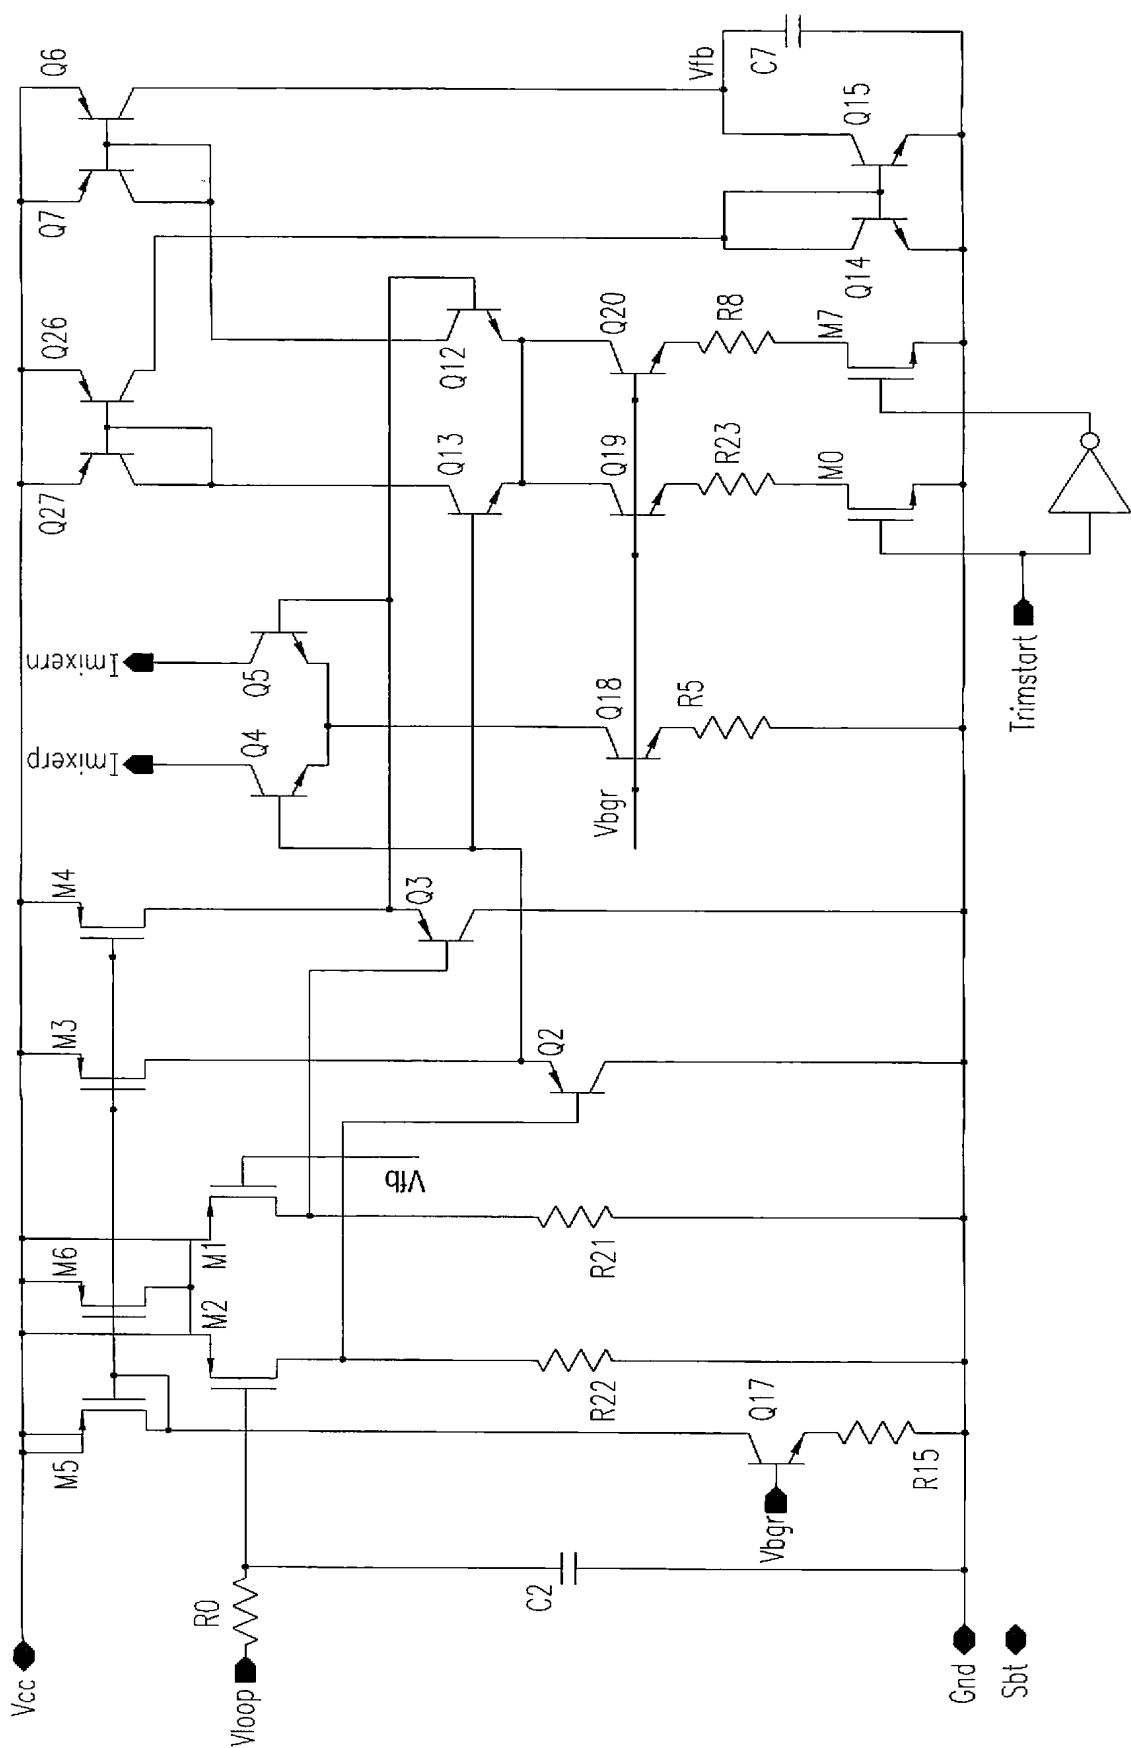 Vcc
Vloop
R0
C2
Gnd
Sbt
M5
M6
M2
M1
Vfb
R22
R21
Vbgr
Q17
R15
M3
M4
Q2
Q3
Imixerp
Imixern
Q4
Q5
Q18
Vbgr
R5
Trimstart
Q27
Q26
Q7
Q6
Q13
Q12
Q19
Q20
R23
R8
M0
M7
Q14
Q15
Vfb
C7